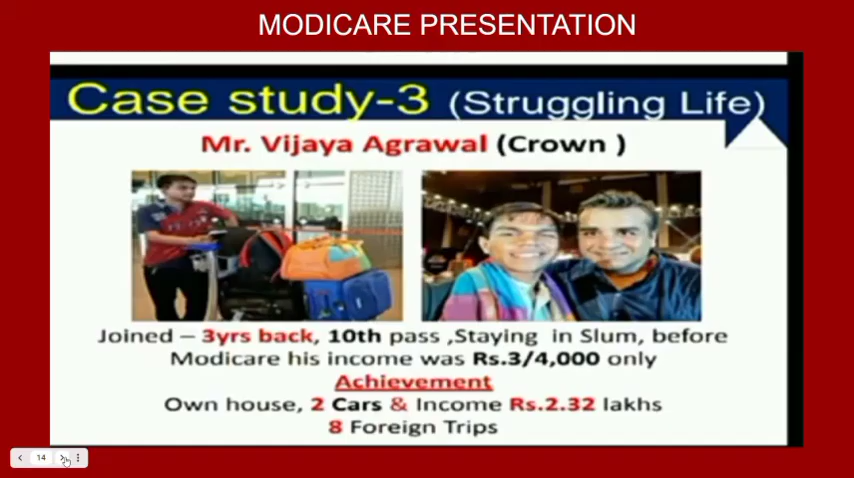 MODICARE PRESENTATION
Case study-3 (Struggling Life)
Mr. Vijaya Agrawal (Crown )
Joined – 3yrs back, 10th pass ,Staying in Slum, before
Modicare his income was Rs.3/4,000 only
Achievement
Own house, 2 Cars & Income Rs.2.32 lakhs
8 Foreign Trips
14